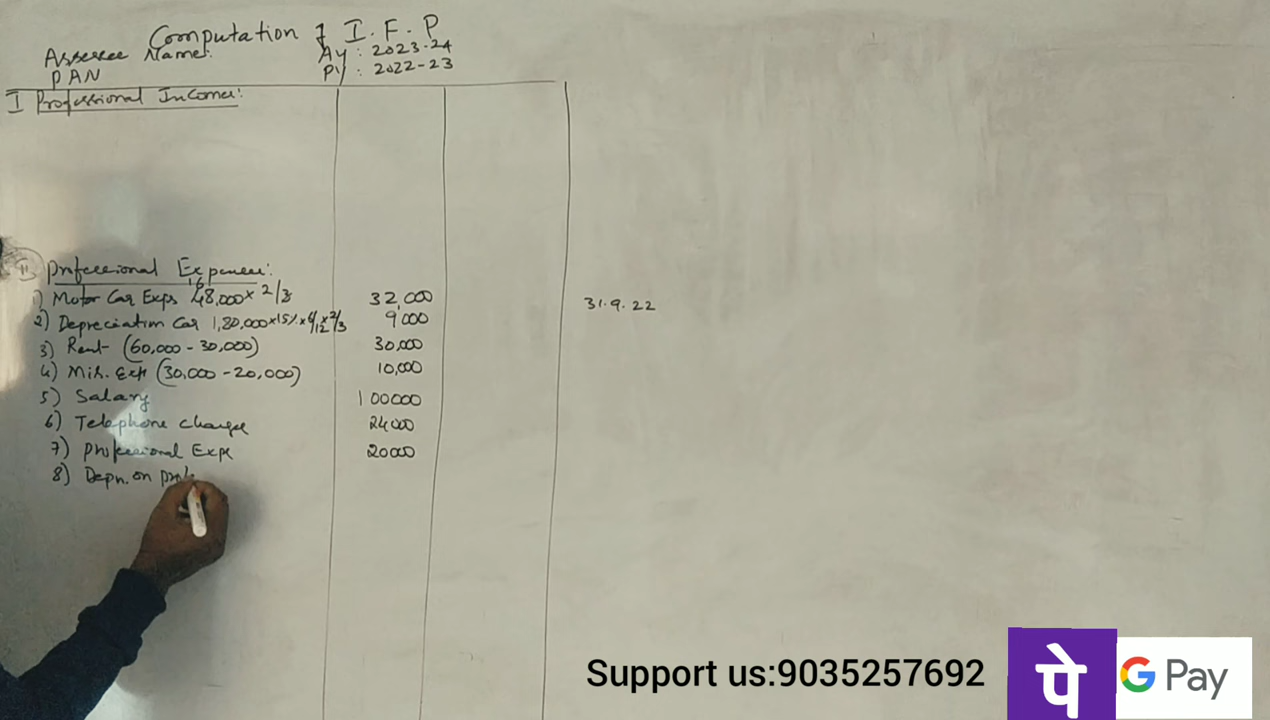 Computation of I. F. P
Assessee Name:
Ay : 2023-24
PAN
Py : 2022-23
I Professional Income:
II Professional Expenses:
1) Motor Car Exps 48,000 x 2/3 32,000
16
31.9.22
2) Depreciation Car 1,80,000 x 15% x 6/12 x 2/3 9000
3) Rent (60,000 - 30,000) 30,000
4) Mis. Exp (30,000 - 20,000) 10,000
5) Salary 100000
6) Telephone charges 24000
7) Professional Exps 20000
8) Depn. on
Support us:9035257692
पे
G Pay